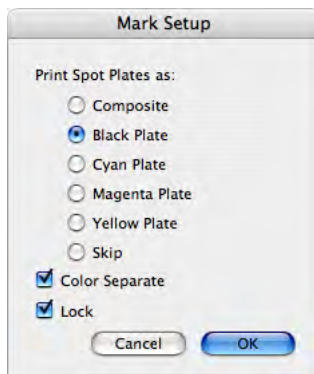 Mark Setup
Print Spot Plates as:
Composite
Black Plate
Cyan Plate
Magenta Plate
Yellow Plate
Skip
Color Separate
Lock
Cancel OK